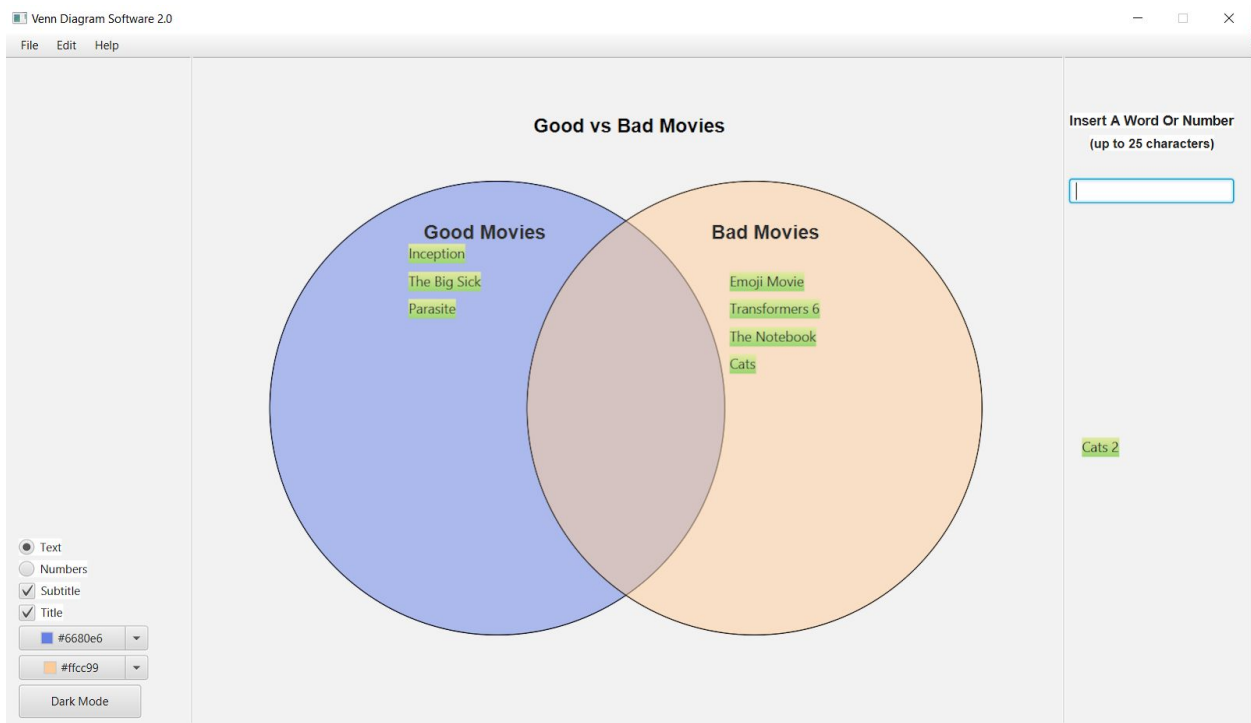 Venn Diagram Software 2.0
File Edit Help
Good vs Bad Movies
Good Movies
Inception
The Big Sick
Parasite
Bad Movies
Emoji Movie
Transformers 6
The Notebook
Cats
Insert A Word Or Number
(up to 25 characters)
Cats 2
Text
Numbers
Subtitle
Title
#6680e6
#ffcc99
Dark Mode